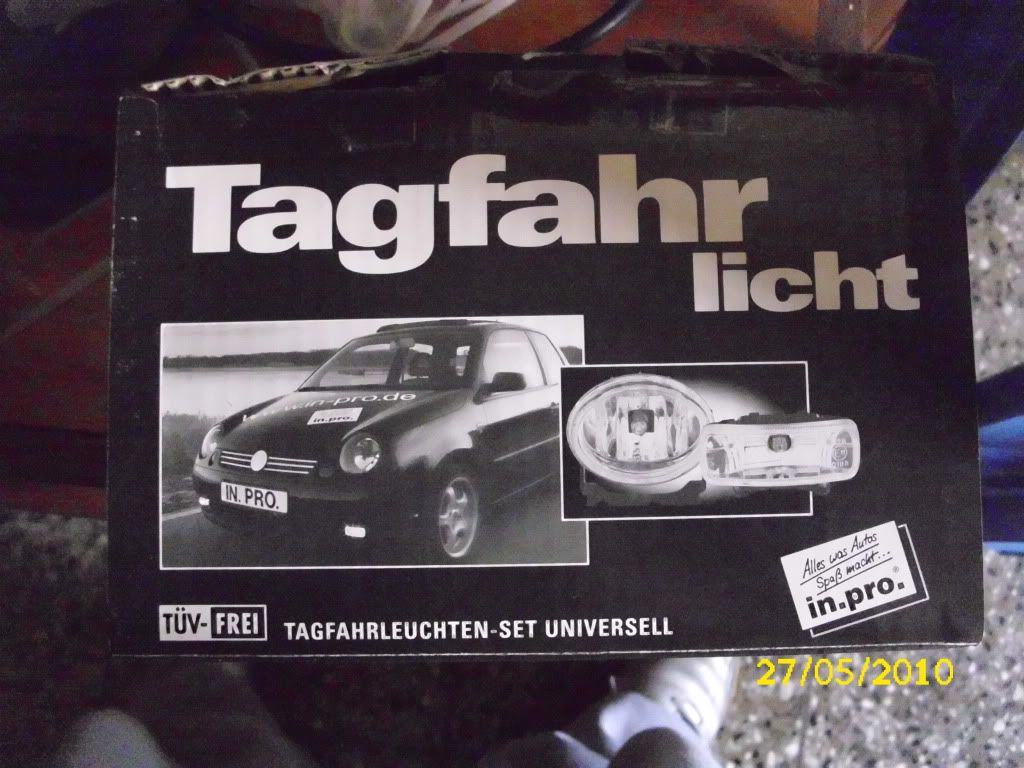 Tagfahr
licht
www.in-pro.de
in.pro.
IN. PRO.
Alles was Autos
Spaß macht...
in.pro.®
TÜV-FREI
TAGFAHRLEUCHTEN-SET UNIVERSELL
27/05/2010